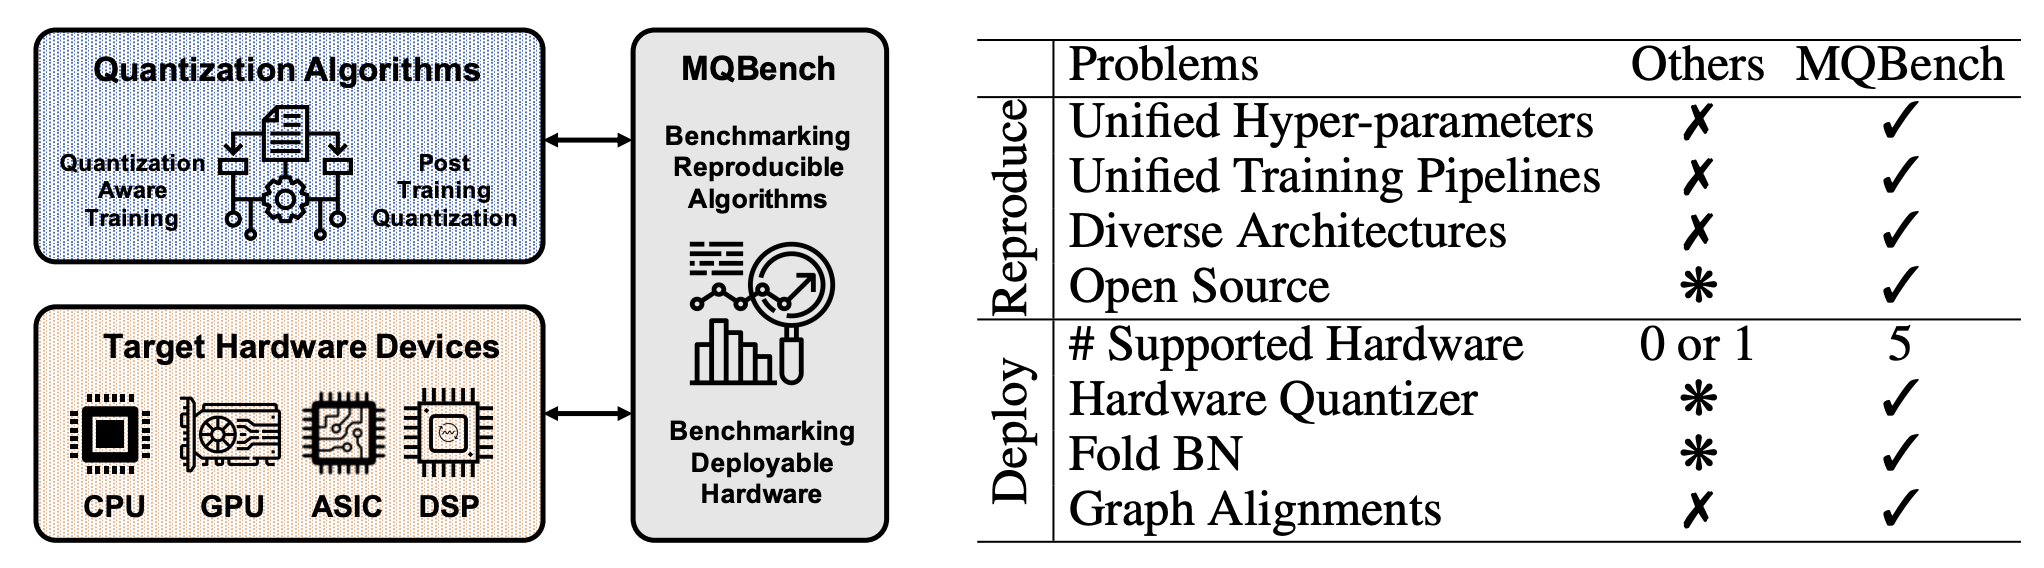 Quantization Algorithms
Quantization
Aware
Training
Post
Training
Quantization
Target Hardware Devices
CPU GPU ASIC DSP
MQBench
Benchmarking
Reproducible
Algorithms
Benchmarking
Deployable
Hardware
Problems Others MQBench
Reproduce
Unified Hyper-parameters ✗ ✓
Unified Training Pipelines ✗ ✓
Diverse Architectures ✗ ✓
Open Source ❋ ✓
Deploy
# Supported Hardware 0 or 1 5
Hardware Quantizer ❋ ✓
Fold BN ❋ ✓
Graph Alignments ✗ ✓